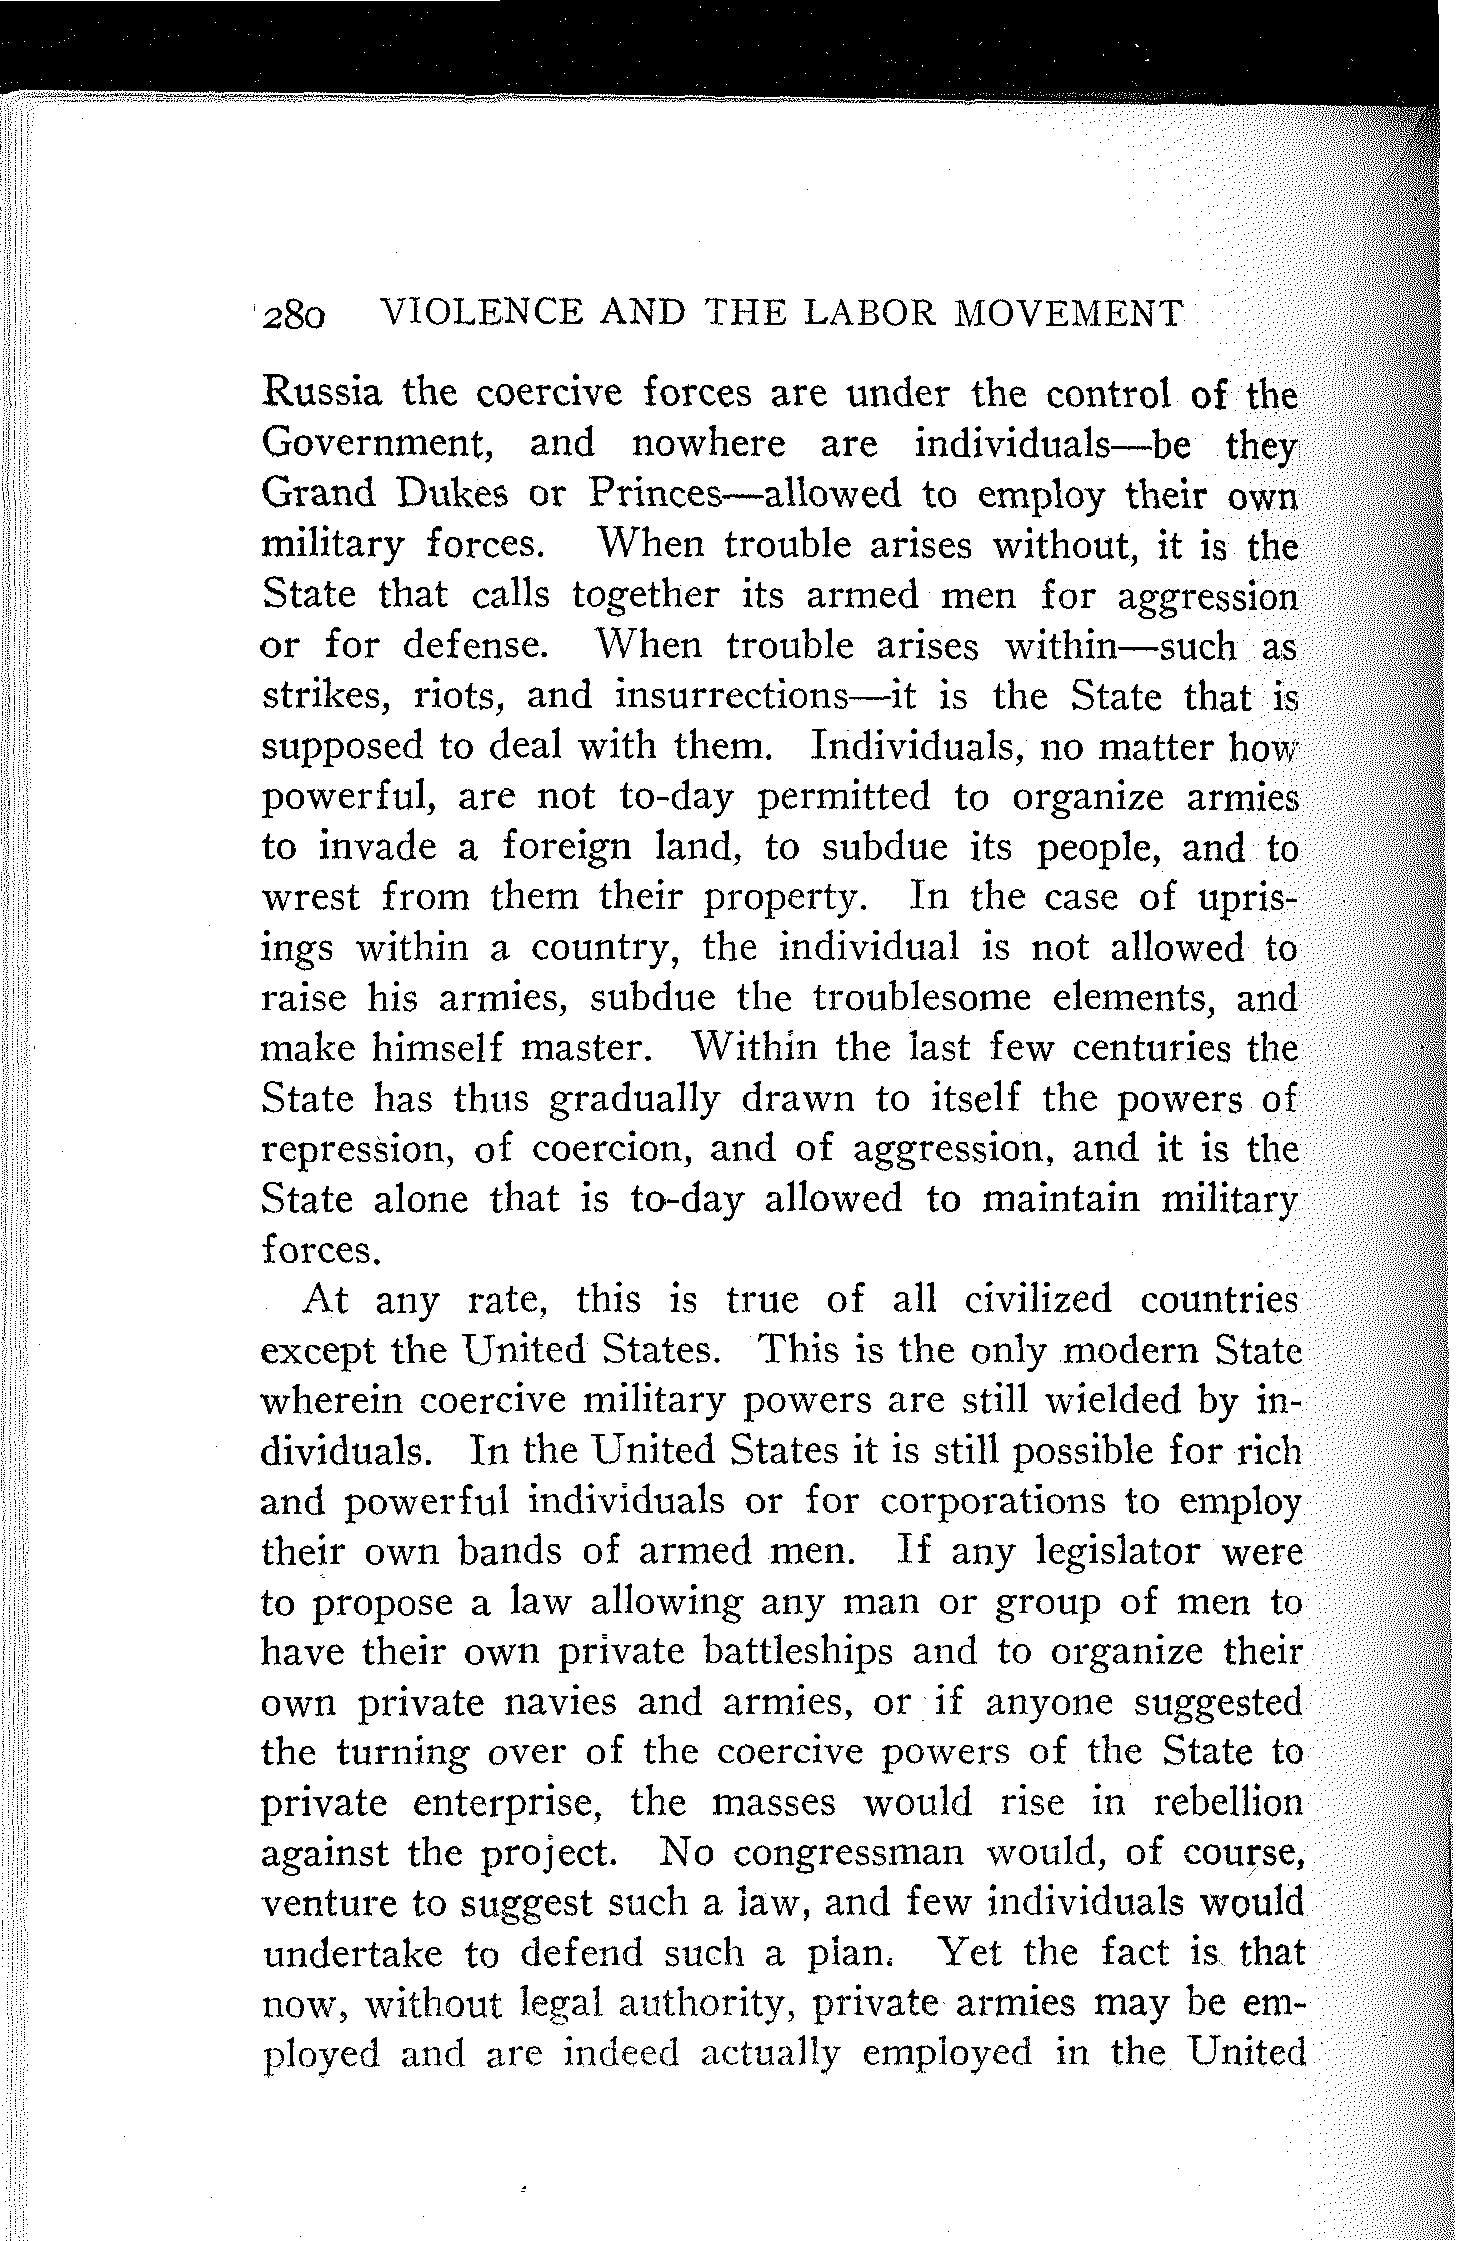 280 VIOLENCE AND THE LABOR MOVEMENT
Russia the coercive forces are under the control of the
Government, and nowhere are individuals—be they
Grand Dukes or Princes—allowed to employ their own
military forces. When trouble arises without, it is the
State that calls together its armed men for aggression
or for defense. When trouble arises within—such as
strikes, riots, and insurrections—it is the State that is
supposed to deal with them. Individuals, no matter how
powerful, are not to-day permitted to organize armies
to invade a foreign land, to subdue its people, and to
wrest from them their property. In the case of upris-
ings within a country, the individual is not allowed to
raise his armies, subdue the troublesome elements, and
make himself master. Within the last few centuries the
State has thus gradually drawn to itself the powers of
repression, of coercion, and of aggression, and it is the
State alone that is to-day allowed to maintain military
forces.
At any rate, this is true of all civilized countries
except the United States. This is the only modern State
wherein coercive military powers are still wielded by in-
dividuals. In the United States it is still possible for rich
and powerful individuals or for corporations to employ
their own bands of armed men. If any legislator were
to propose a law allowing any man or group of men to
have their own private battleships and to organize their
own private navies and armies, or if anyone suggested
the turning over of the coercive powers of the State to
private enterprise, the masses would rise in rebellion
against the project. No congressman would, of course,
venture to suggest such a law, and few individuals would
undertake to defend such a plan. Yet the fact is that
now, without legal authority, private armies may be em-
ployed and are indeed actually employed in the United